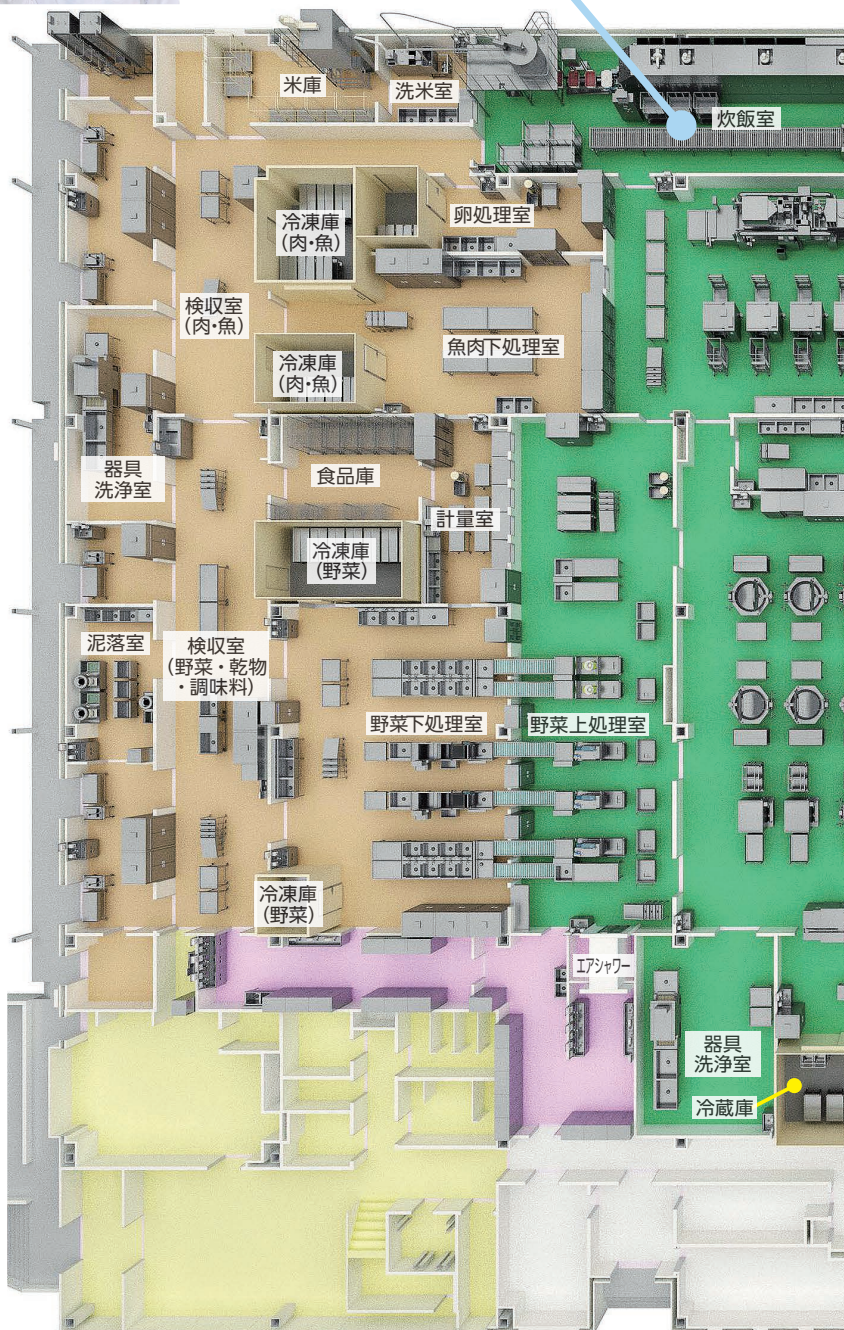 米庫
洗米室
炊飯室
冷凍庫
(肉・魚)
卵処理室
検収室
(肉・魚)
魚肉下処理室
冷凍庫
(肉・魚)
器具
洗浄室
食品庫
計量室
冷凍庫
(野菜)
泥落室
検収室
(野菜・乾物
・調味料)
野菜下処理室
野菜上処理室
冷凍庫
(野菜)
エアシャワー
器具
洗浄室
冷蔵庫